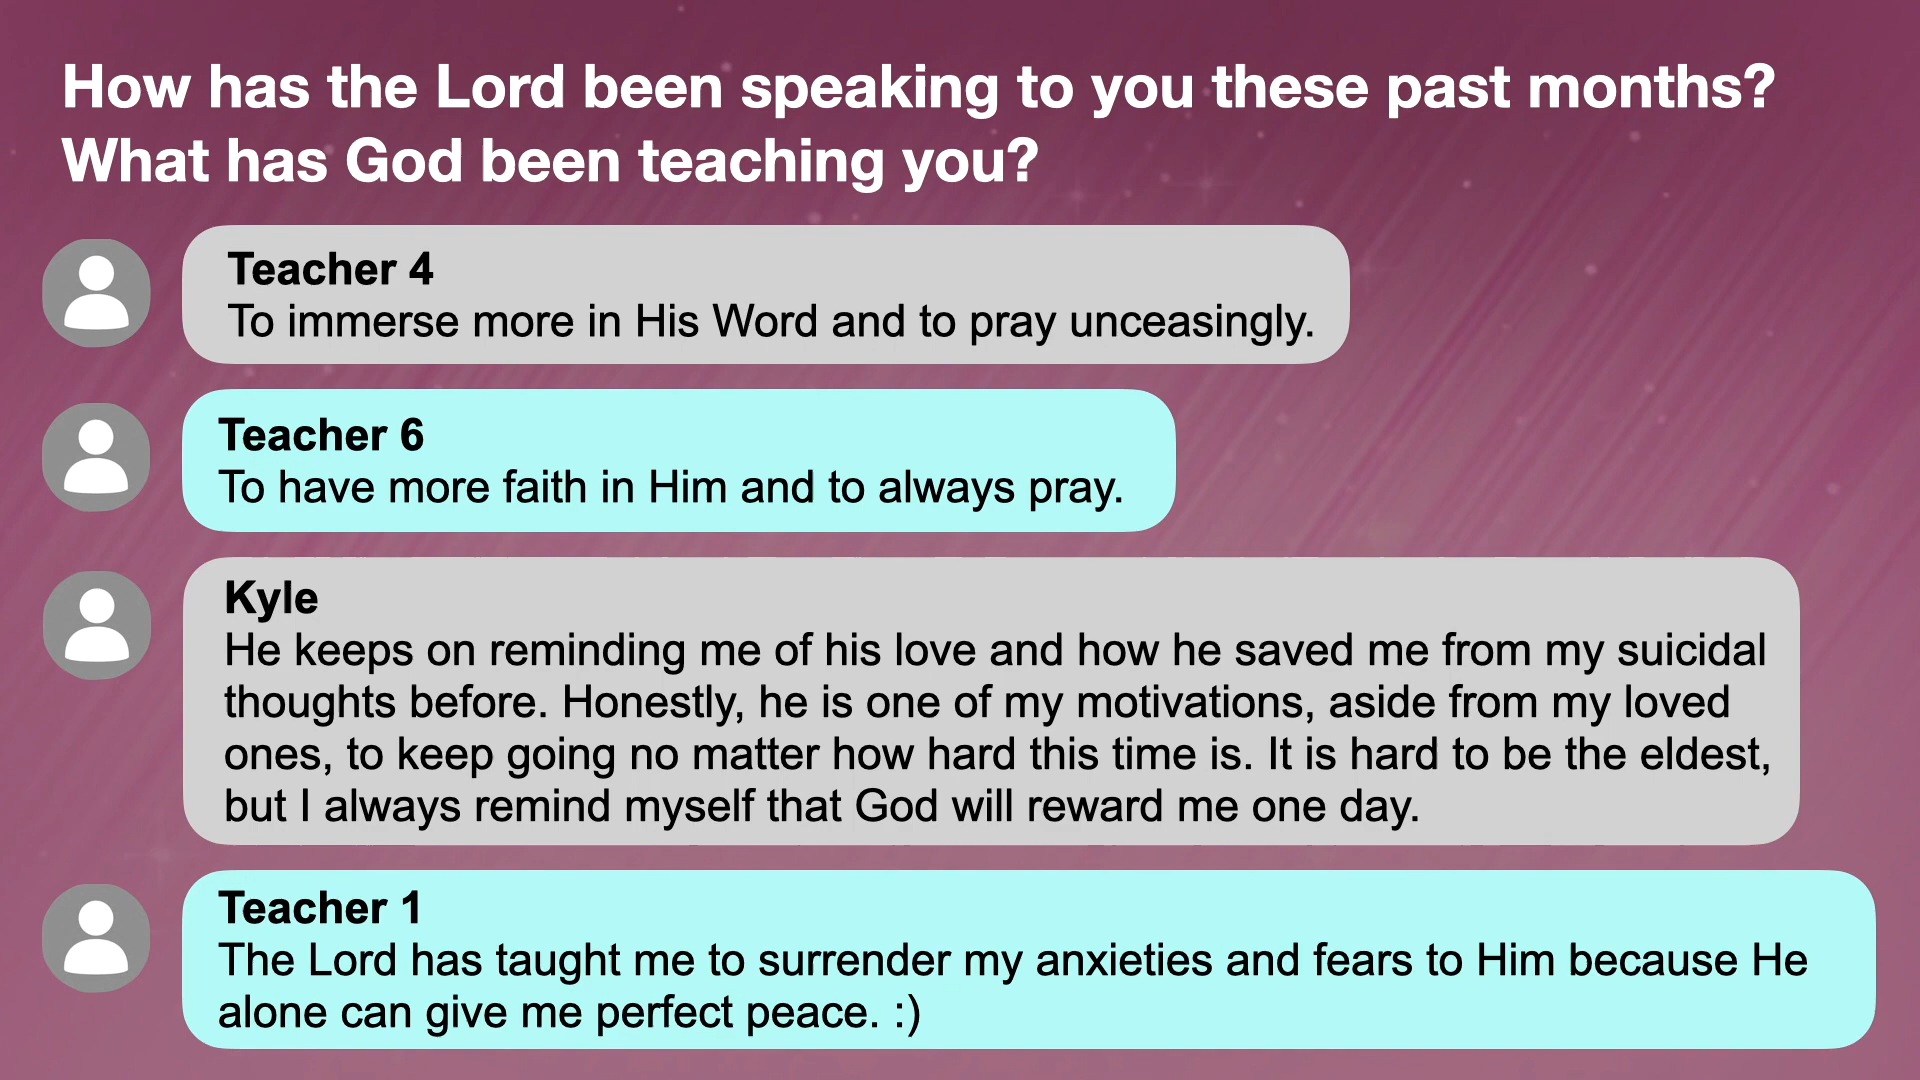 How has the Lord been speaking to you these past months?
What has God been teaching you?
Teacher 4
To immerse more in His Word and to pray unceasingly.
Teacher 6
To have more faith in Him and to always pray.
Kyle
He keeps on reminding me of his love and how he saved me from my suicidal
thoughts before. Honestly, he is one of my motivations, aside from my loved
ones, to keep going no matter how hard this time is. It is hard to be the eldest,
but I always remind myself that God will reward me one day.
Teacher 1
The Lord has taught me to surrender my anxieties and fears to Him because He
alone can give me perfect peace. :)